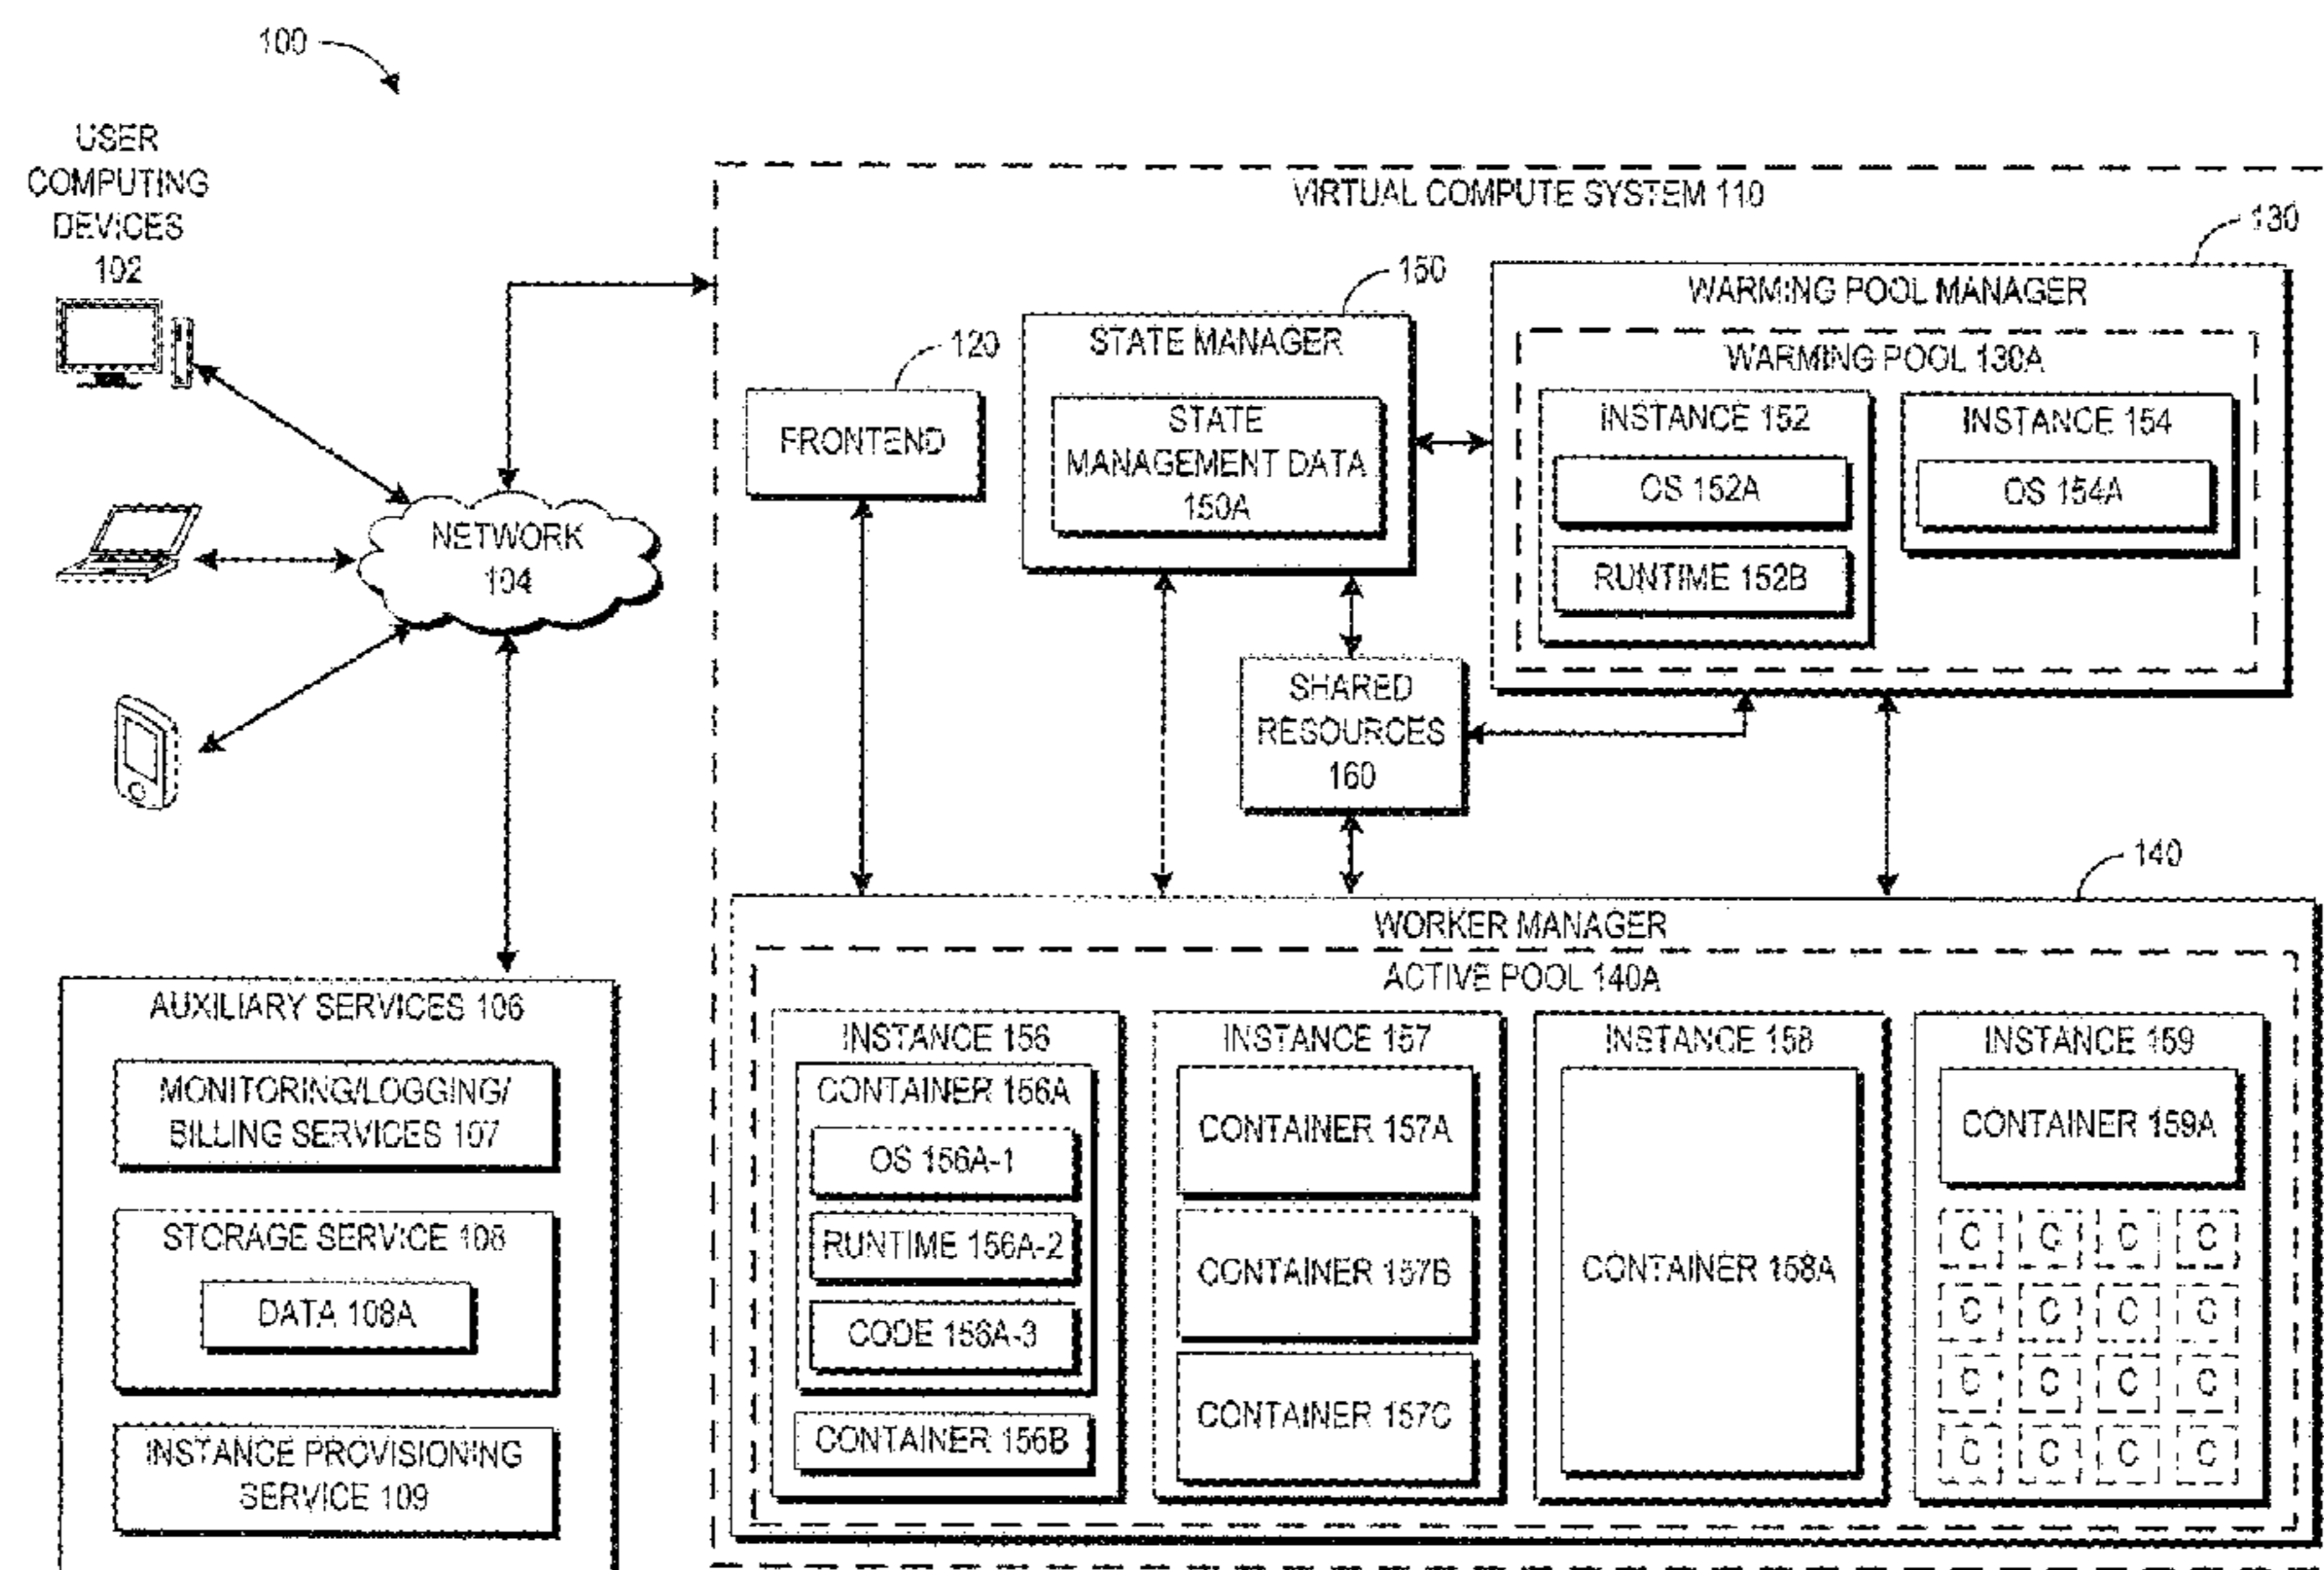 100
USER
COMPUTING
DEVICES
102
NETWORK
104
AUXILIARY SERVICES 106
MONITORING/LOGGING/
BILLING SERVICES 107
STORAGE SERVICE 108
DATA 108A
INSTANCE PROVISIONING
SERVICE 109
VIRTUAL COMPUTE SYSTEM 110
120
FRONTEND
150
STATE MANAGER
STATE
MANAGEMENT DATA
150A
130
WARMING POOL MANAGER
WARMING POOL 130A
INSTANCE 152
OS 152A
RUNTIME 152B
INSTANCE 154
OS 154A
SHARED
RESOURCES
160
140
WORKER MANAGER
ACTIVE POOL 140A
INSTANCE 156
CONTAINER 156A
OS 156A-1
RUNTIME 156A-2
CODE 156A-3
CONTAINER 156B
INSTANCE 157
CONTAINER 157A
CONTAINER 157B
CONTAINER 157C
INSTANCE 158
CONTAINER 158A
INSTANCE 159
CONTAINER 159A
C C C C
C C C C
C C C C
C C C C